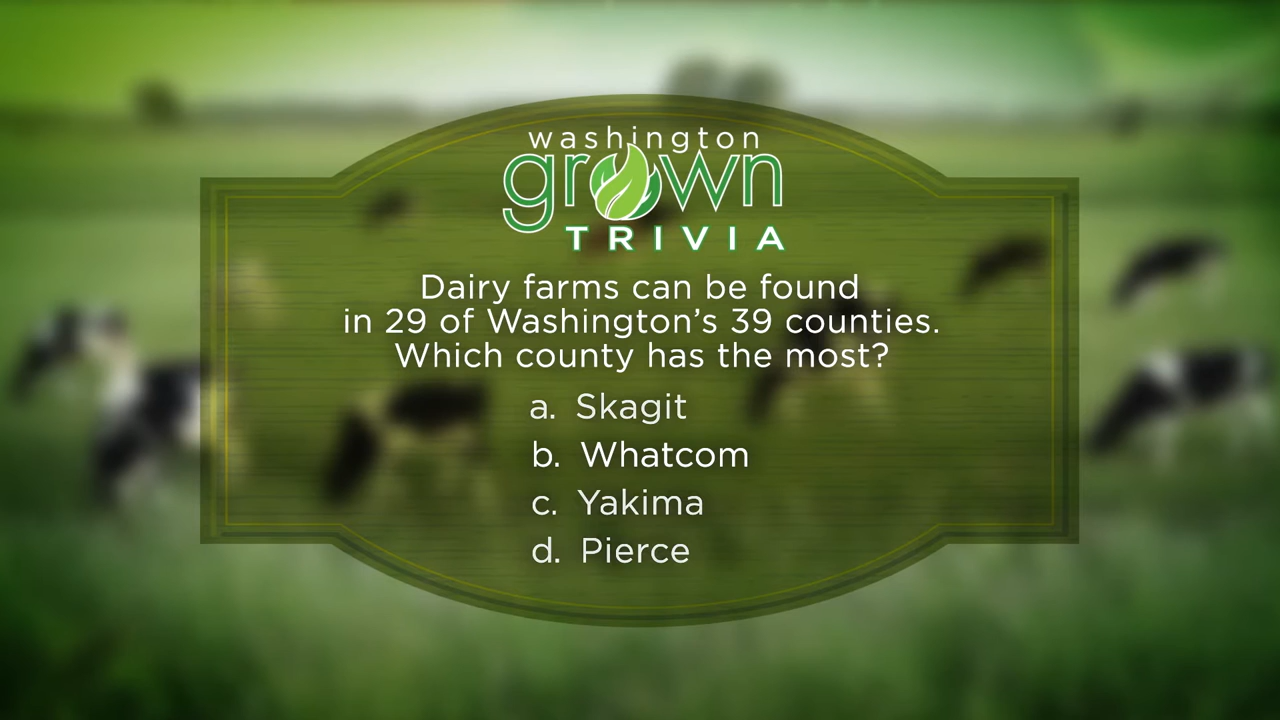 washington
grown
TRIVIA
Dairy farms can be found
in 29 of Washington’s 39 counties.
Which county has the most?
a. Skagit
b. Whatcom
c. Yakima
d. Pierce